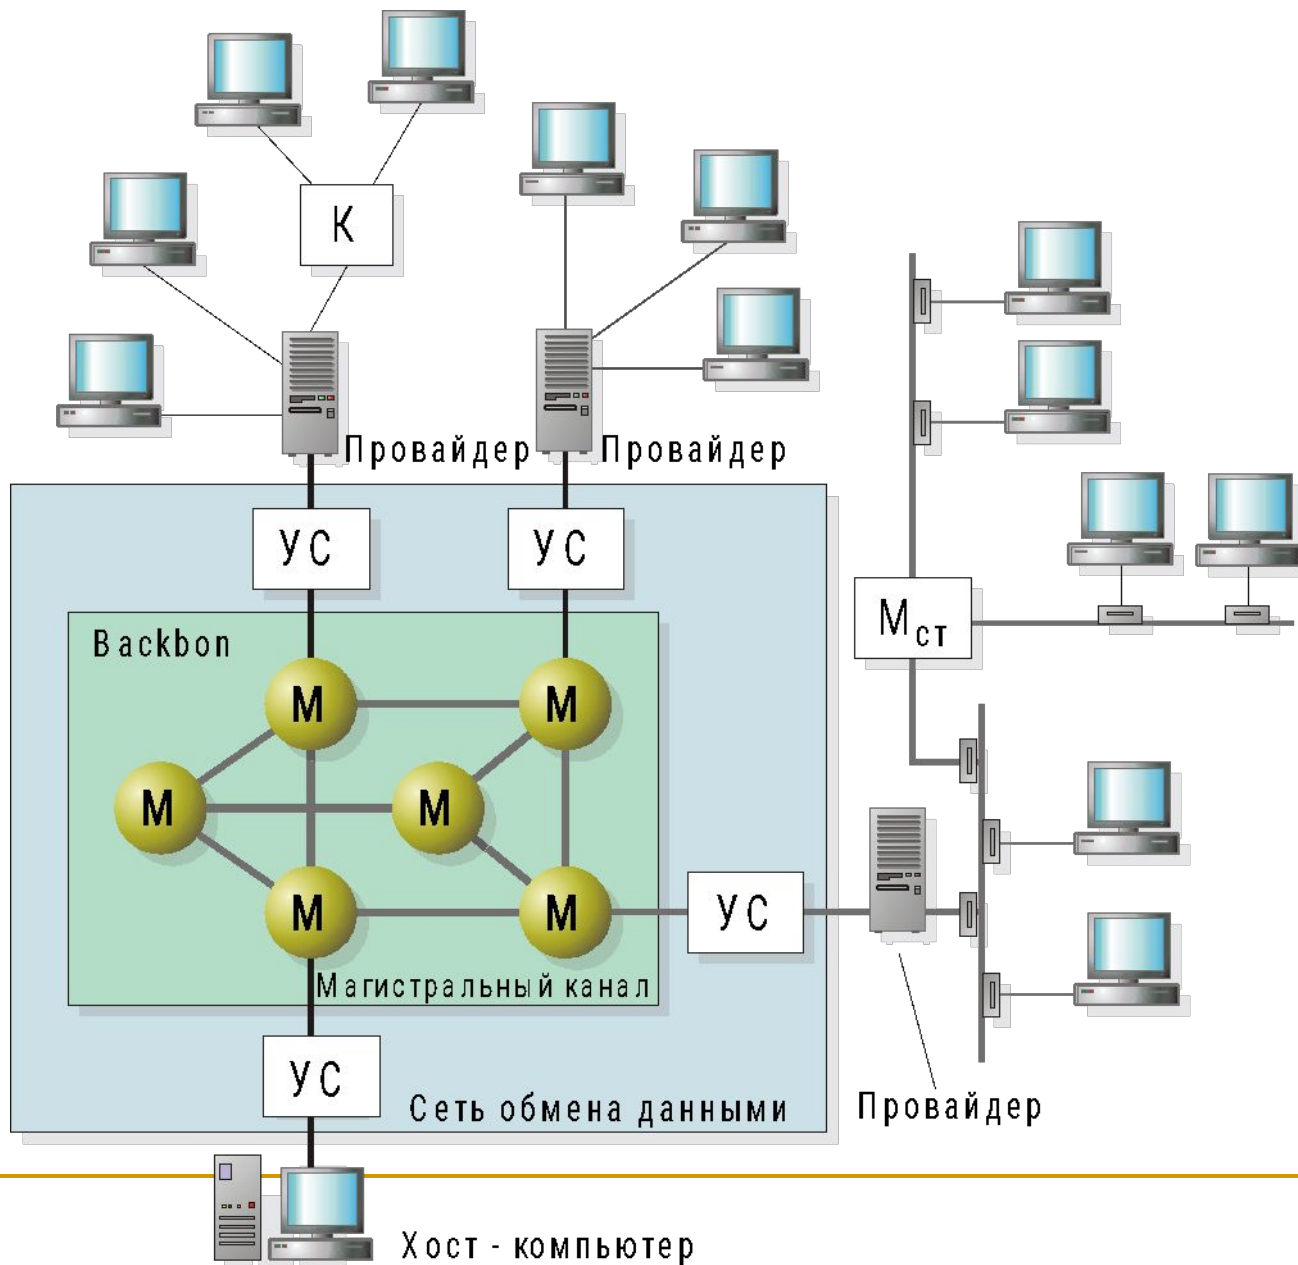 К
Провайдер
Провайдер
УС
УС
Мст
Backbon
М
М
М
М
М
М
УС
Магистральный канал
УС
Сеть обмена данными
Провайдер
Хост - компьютер